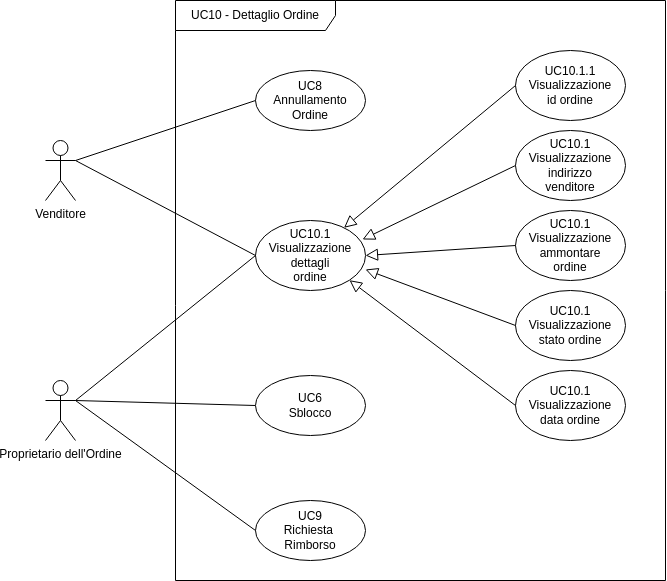 UC10 - Dettaglio Ordine
UC8
Annullamento
Ordine
UC10.1.1
Visualizzazione
id ordine
UC10.1
Visualizzazione
indirizzo
venditore
Venditore
UC10.1
Visualizzazione
dettagli
ordine
UC10.1
Visualizzazione
ammontare
ordine
UC10.1
Visualizzazione
stato ordine
UC10.1
Visualizzazione
data ordine
UC6
Sblocco
Proprietario dell'Ordine
UC9
Richiesta
Rimborso